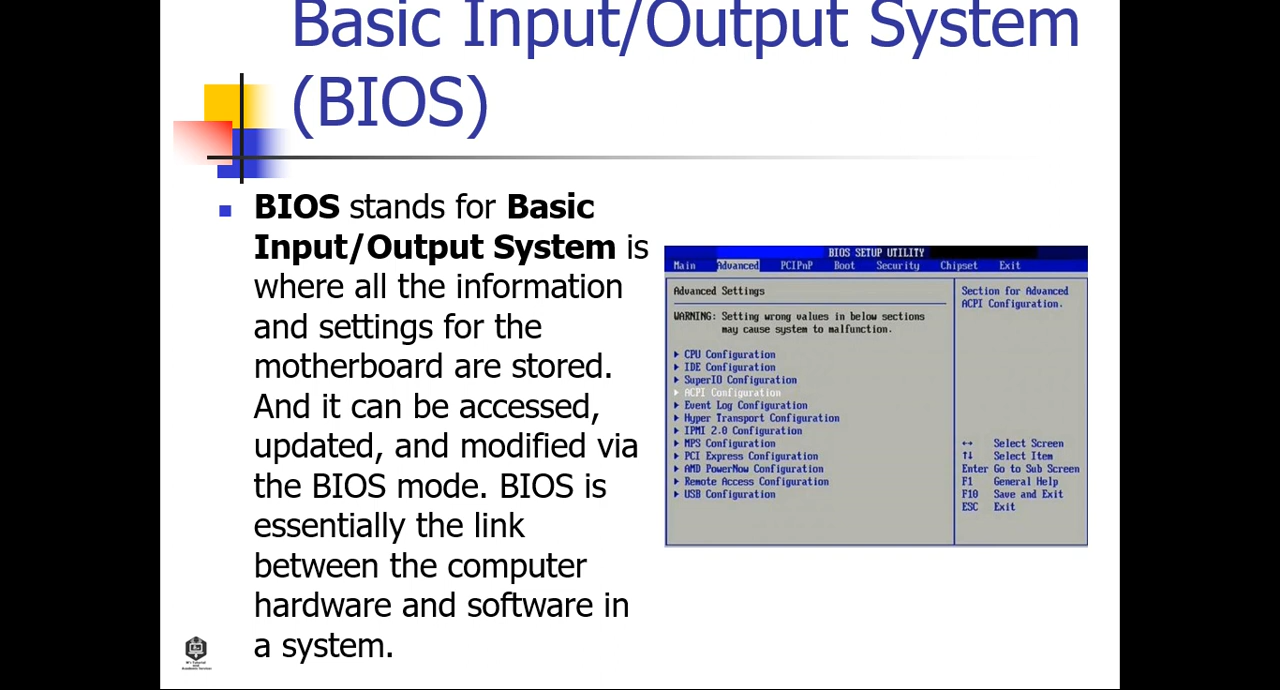 Basic Input/Output System
(BIOS)
BIOS stands for Basic
Input/Output System is
where all the information
and settings for the
motherboard are stored.
And it can be accessed,
updated, and modified via
the BIOS mode. BIOS is
essentially the link
between the computer
hardware and software in
a system.
BIOS SETUP UTILITY
Main Advanced PCIPnP Boot Security Chipset Exit
Advanced Settings
WARNING: Setting wrong values in below sections
may cause system to malfunction.
CPU Configuration
IDE Configuration
SuperIO Configuration
ACPI Configuration
Event Log Configuration
Hyper Transport Configuration
IPMI 2.0 Configuration
MPS Configuration
PCI Express Configuration
AMD PowerNow Configuration
Remote Access Configuration
USB Configuration
Section for Advanced
ACPI Configuration.
↔ Select Screen
↑↓ Select Item
Enter Go to Sub Screen
F1 General Help
F10 Save and Exit
ESC Exit